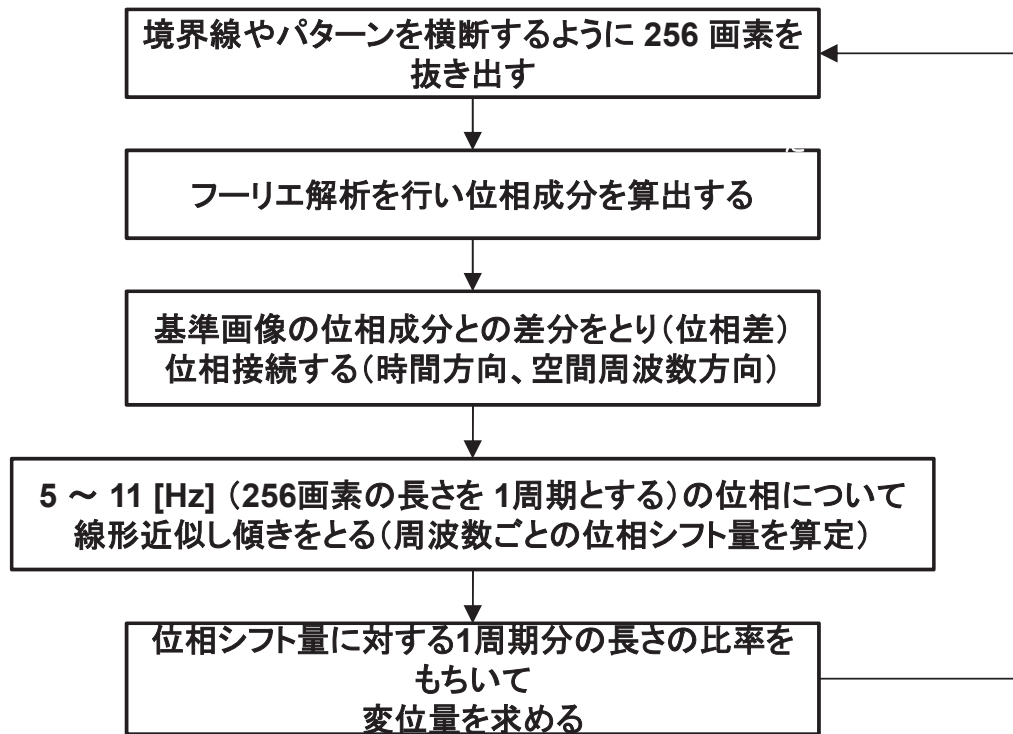 境界線やパターンを横断するように 256 画素を
抜き出す
フーリエ解析を行い位相成分を算出する
基準画像の位相成分との差分をとり（位相差）
位相接続する（時間方向、空間周波数方向）
5 ～ 11 [Hz] （256画素の長さを 1周期とする）の位相について
線形近似し傾きをとる（周波数ごとの位相シフト量を算定）
位相シフト量に対する1周期分の長さの比率を
もちいて
変位量を求める